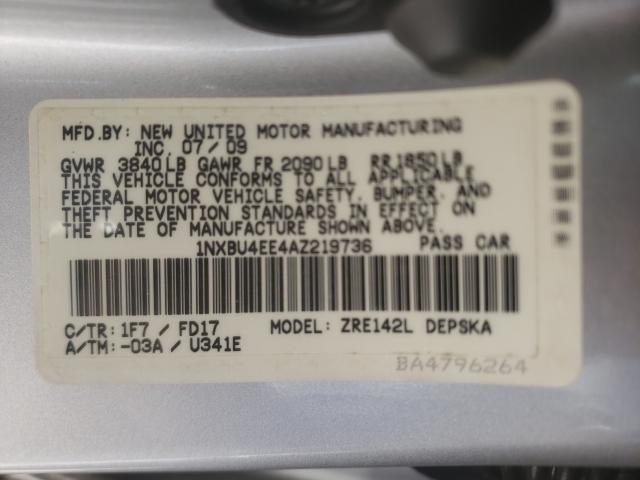 MFD.BY: NEW UNITED MOTOR MANUFACTURING
INC. 07/09
GVWR 3840LB GAWR FR 2090LB RR1850LB
THIS VEHICLE CONFORMS TO ALL APPLICABLE
FEDERAL MOTOR VEHICLE SAFETY, BUMPER, AND
THEFT PREVENTION STANDARDS IN EFFECT ON
THE DATE OF MANUFACTURE SHOWN ABOVE.
1NXBU4EE4AZ219736 PASS CAR
C/TR: 1F7 / FD17 MODEL: ZRE142L DEPSKA
A/TM: -03A / U341E
BA4796264